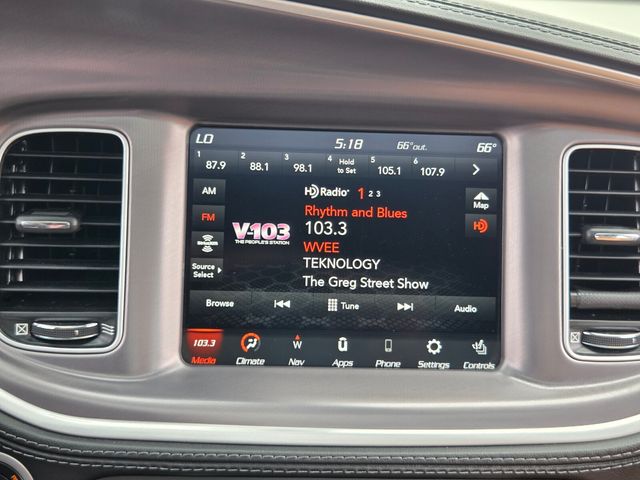 LO 5:18 66°out. 66°
1 87.9 2 88.1 3 98.1 4 Hold to Set 5 105.1 6 107.9
AM
HD Radio 1 2 3
Map
FM
Rhythm and Blues
HD
V-103
THE PEOPLE'S STATION
103.3
SiriusXM
WVEE
TEKNOLOGY
Source Select
The Greg Street Show
Browse Tune Audio
103.3 W
Media Climate Nav Apps Phone Settings Controls